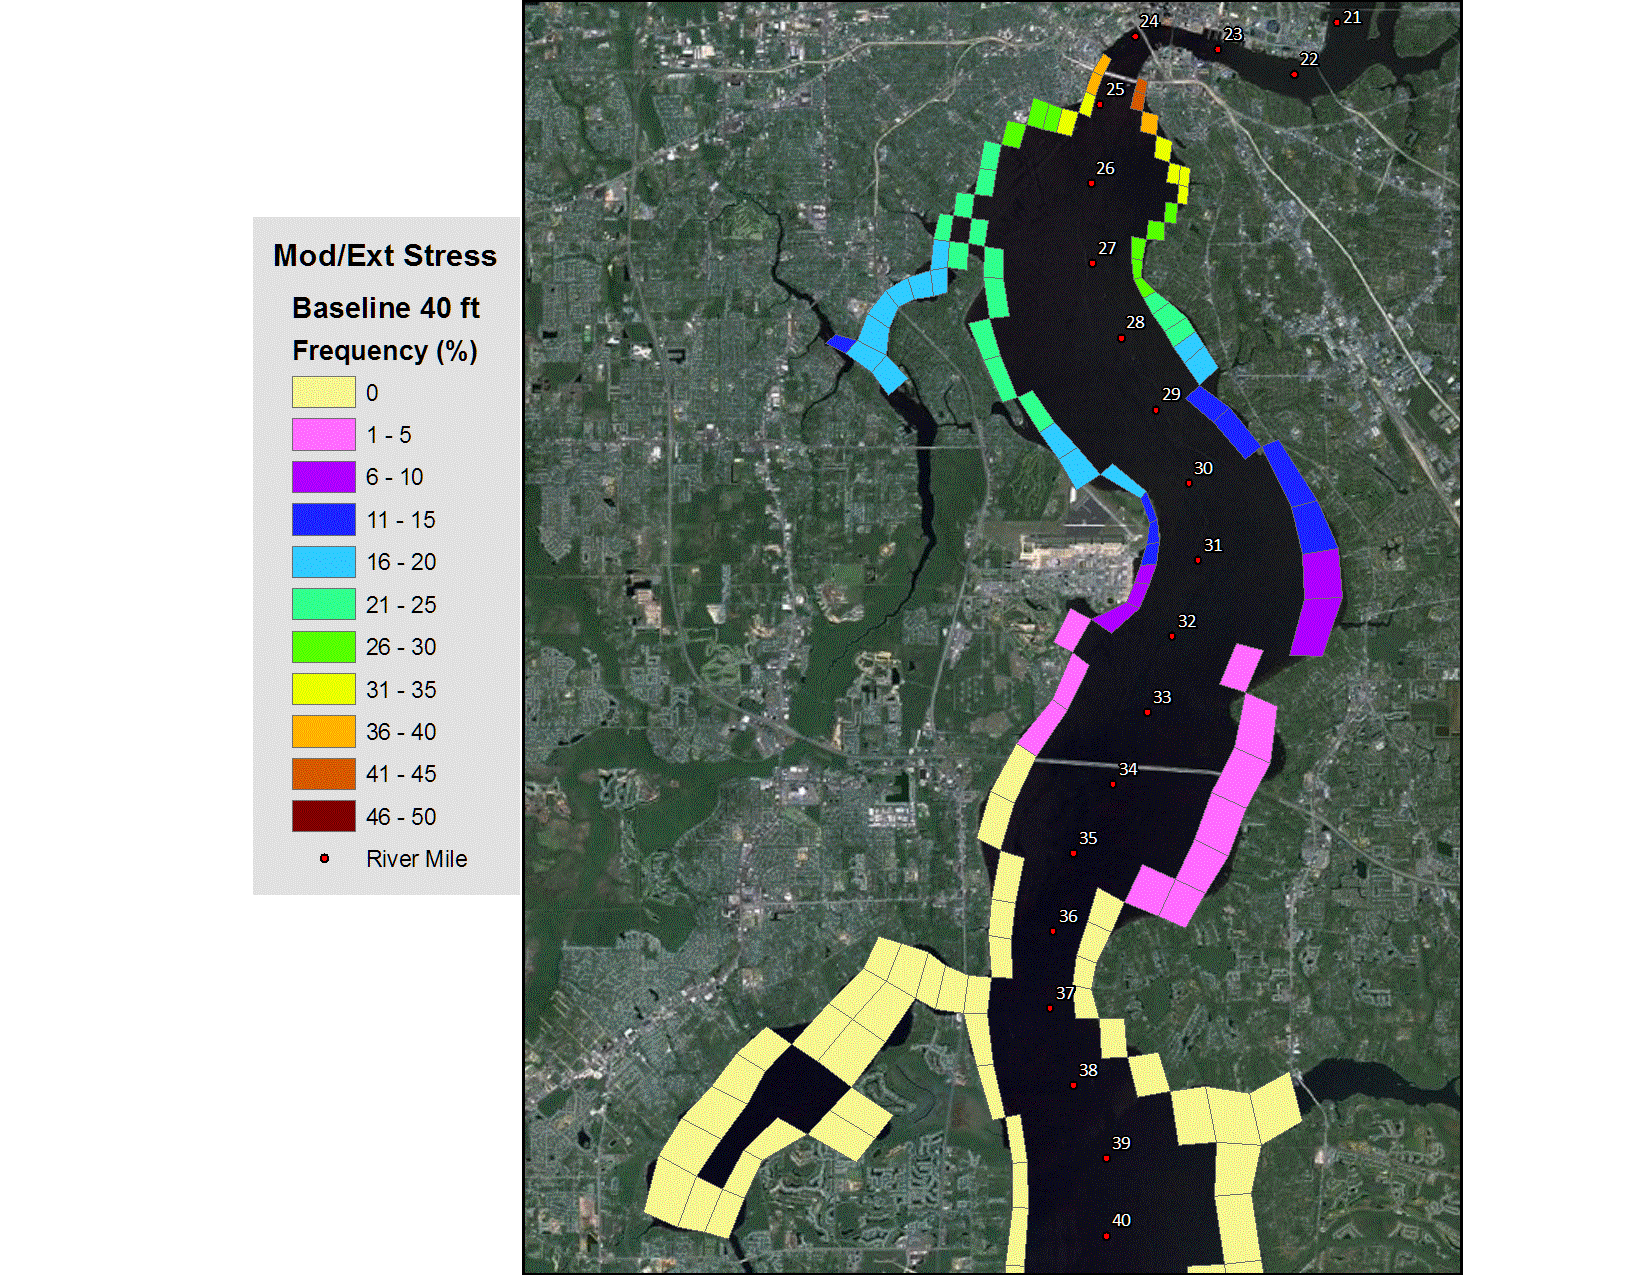 Mod/Ext Stress
Baseline 40 ft
Frequency (%)
0
1 - 5
6 - 10
11 - 15
16 - 20
21 - 25
26 - 30
31 - 35
36 - 40
41 - 45
46 - 50
River Mile
21
24
23
22
25
26
27
28
29
30
31
32
33
34
35
36
37
38
39
40